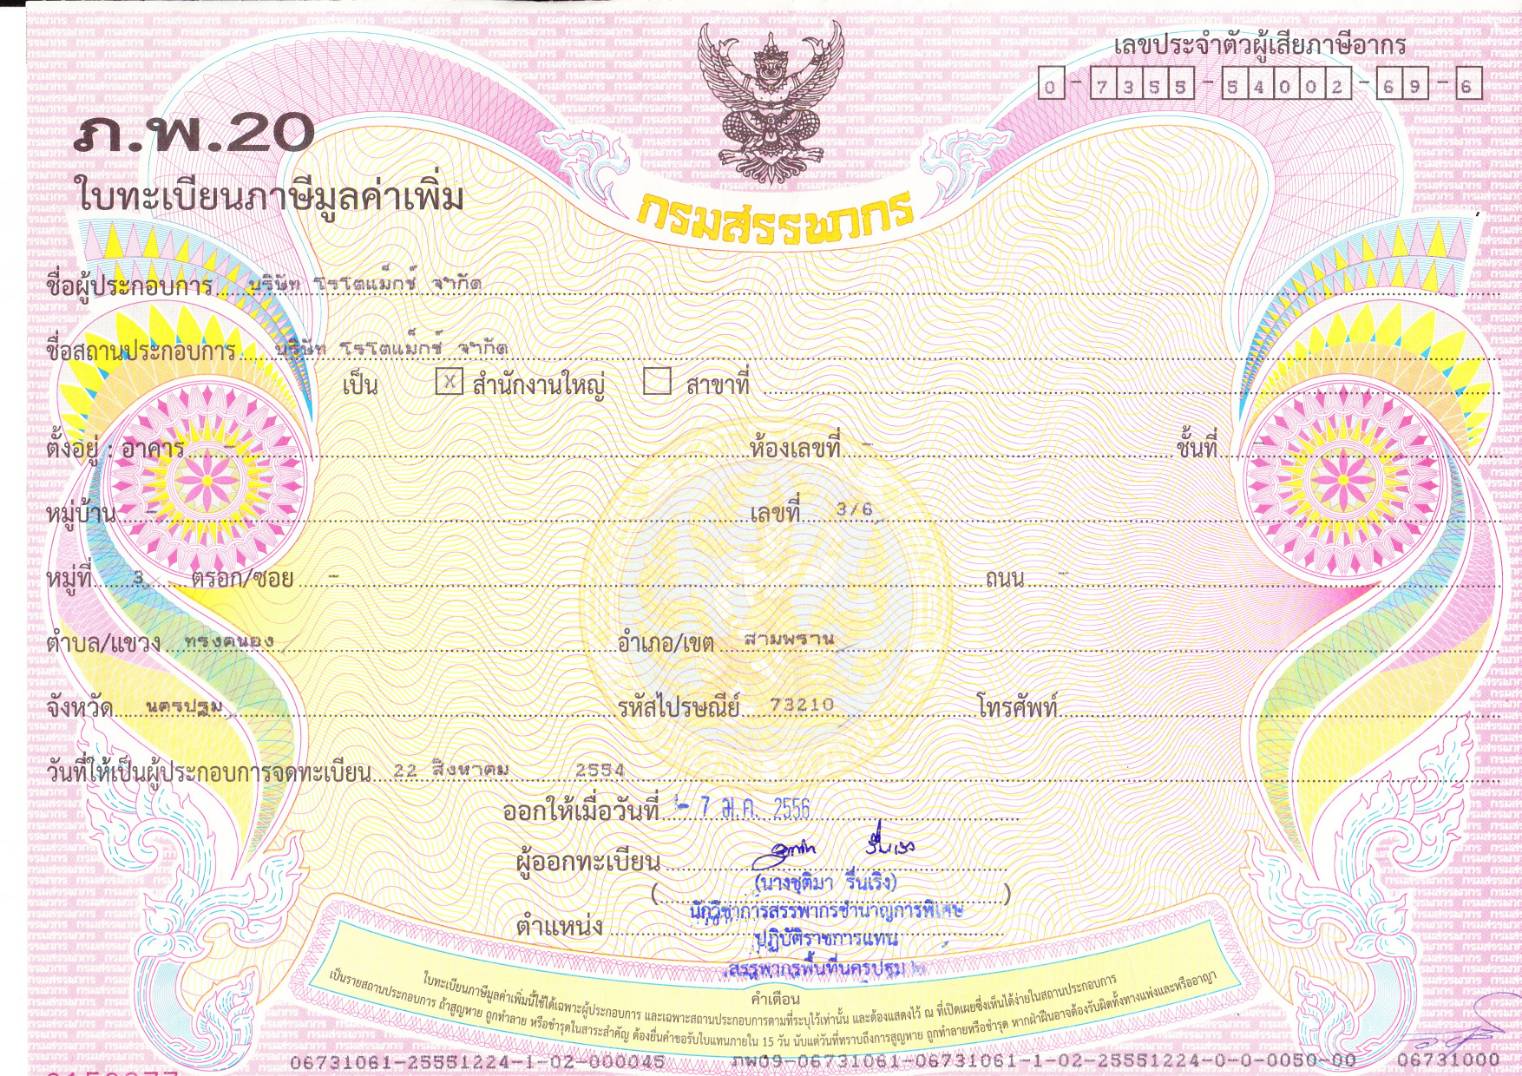 เลขประจำตัวผู้เสียภาษีอากร
0-7355-54002-69-6
ภ.พ.20
ใบทะเบียนภาษีมูลค่าเพิ่ม
กรมสรรพากร
ชื่อผู้ประกอบการ บริษัท โรโตแม็กซ์ จำกัด
ชื่อสถานประกอบการ บริษัท โรโตแม็กซ์ จำกัด
เป็น X สำนักงานใหญ่ สาขาที่
ตั้งอยู่ : อาคาร - ห้องเลขที่ - ชั้นที่ -
หมู่บ้าน - เลขที่ 3/6
หมู่ที่ 3 ตรอก/ซอย - ถนน -
ตำบล/แขวง ทรงคนอง อำเภอ/เขต สามพราน
จังหวัด นครปฐม รหัสไปรษณีย์ 73210 โทรศัพท์
วันที่ให้เป็นผู้ประกอบการจดทะเบียน 22 สิงหาคม 2554
ออกให้เมื่อวันที่ - 7 ม.ค. 2556
ผู้ออกทะเบียน
(นางชุติมา รื่นเริง)
ตำแหน่ง นักวิชาการสรรพากรชำนาญการพิเศษ
ปฏิบัติราชการแทน
สรรพากรพื้นที่นครปฐม 2
คำเตือน
ใบทะเบียนภาษีมูลค่าเพิ่มนี้ใช้ได้เฉพาะผู้ประกอบการ และเฉพาะสถานประกอบการตามที่ระบุไว้เท่านั้น และต้องแสดงไว้ ณ ที่เปิดเผยซึ่งเห็นได้ง่ายในสถานประกอบการ
เป็นรายสถานประกอบการ ถ้าสูญหาย ถูกทำลาย หรือชำรุดในสาระสำคัญ ต้องยื่นคำขอรับใบแทนภายใน 15 วัน นับแต่วันที่ทราบถึงการสูญหาย ถูกทำลายหรือชำรุด หากฝ่าฝืนอาจต้องรับผิดทั้งทางแพ่งและหรืออาญา
06731061-25551224-1-02-000045 ภพ09-06731061-06731061-1-02-25551224-0-0-0050-00 06731000